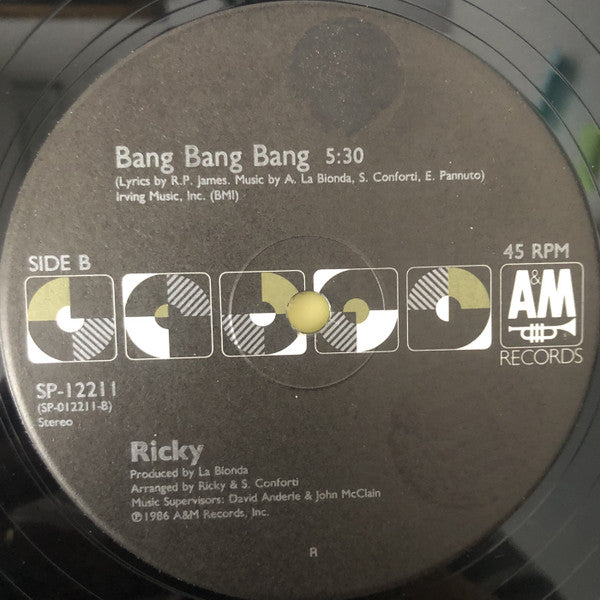 Bang Bang Bang 5:30
(Lyrics by R.P. James. Music by A. La Bionda, S. Conforti, E. Pannuto)
Irving Music, Inc. (BMI)
SIDE B
45 RPM
A&M
RECORDS
SP-12211
(SP-012211-B)
Stereo
Ricky
Produced by La Bionda
Arranged by Ricky & S. Conforti
Music Supervisors: David Anderle & John McClain
℗1986 A&M Records, Inc.
R